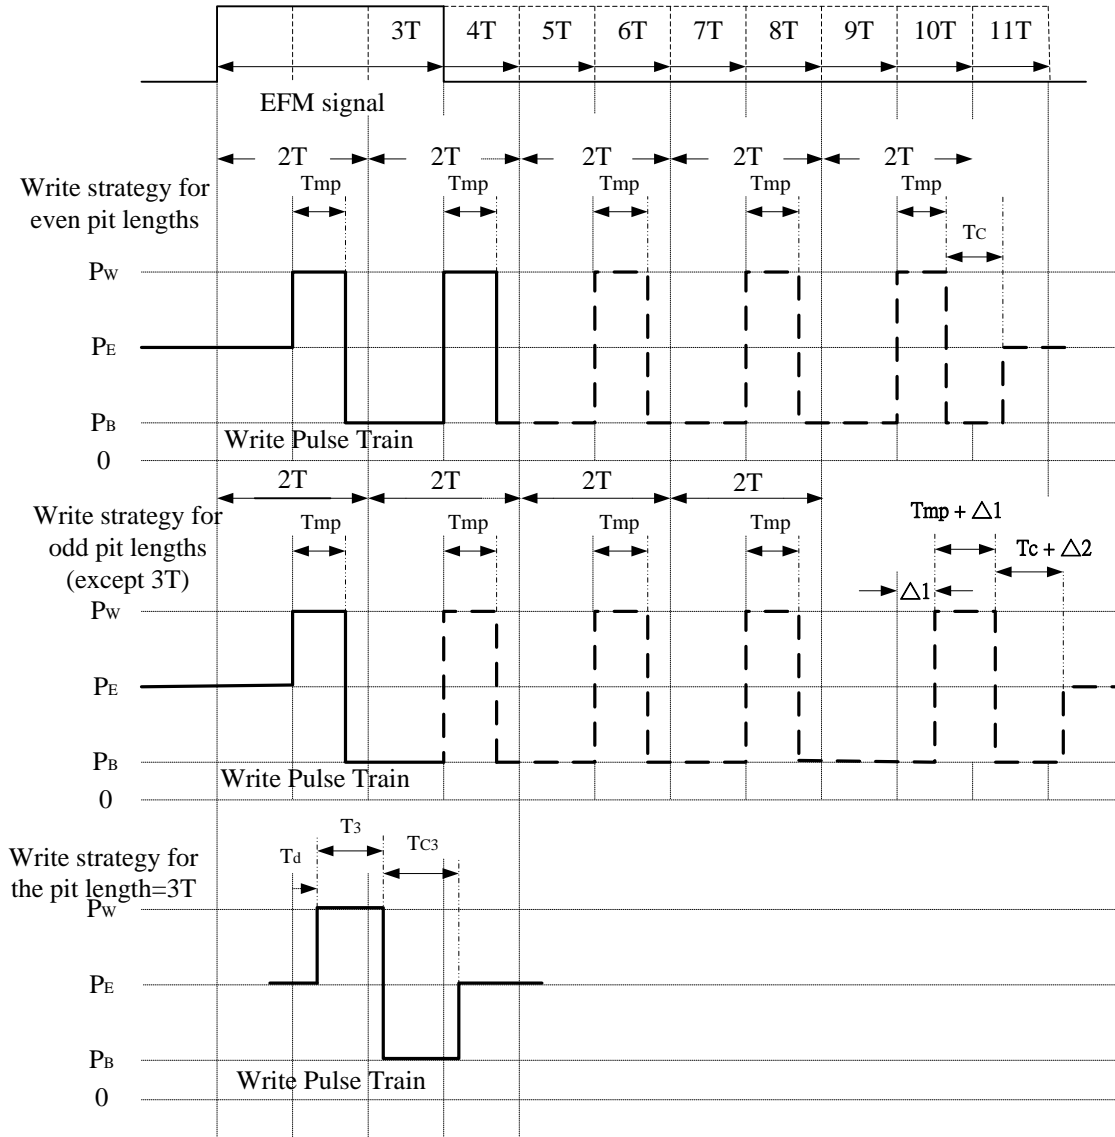 3T 4T 5T 6T 7T 8T 9T 10T 11T
EFM signal
2T 2T 2T 2T 2T
Write strategy for
even pit lengths
Tmp Tmp Tmp Tmp Tmp
TC
PW
PE
PB
Write Pulse Train
0
2T 2T 2T 2T
Write strategy for
odd pit lengths
(except 3T)
Tmp Tmp Tmp Tmp
Tmp + △1
Tc + △2
△1
PW
PE
PB
Write Pulse Train
0
Write strategy for
the pit length=3T
Td T3 TC3
PW
PE
PB
Write Pulse Train
0